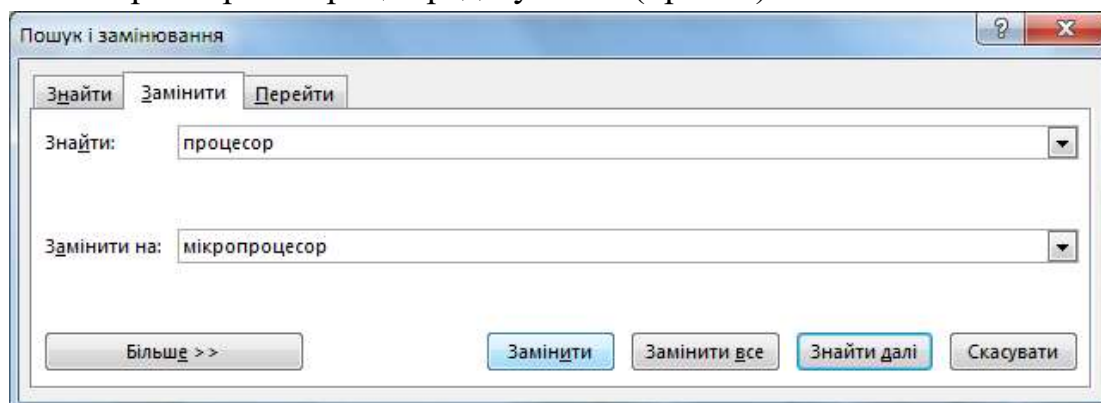 Пошук і замінювання
Знайти Замінити Перейти
Знайти: процесор
Замінити на: мікропроцесор
Більше >> Замінити Замінити все Знайти далі Скасувати